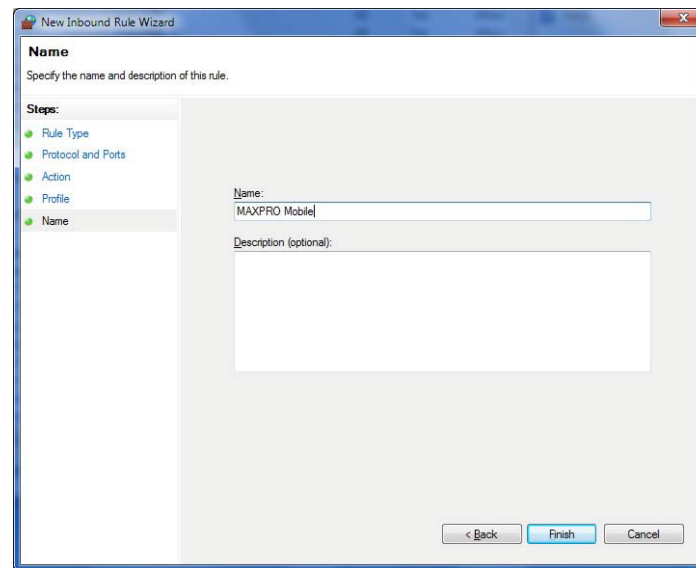 New Inbound Rule Wizard
Name
Specify the name and description of this rule.
Steps:
Rule Type
Protocol and Ports
Action
Profile
Name
Name:
MAXPRO Mobile
Description (optional):
< Back
Finish
Cancel